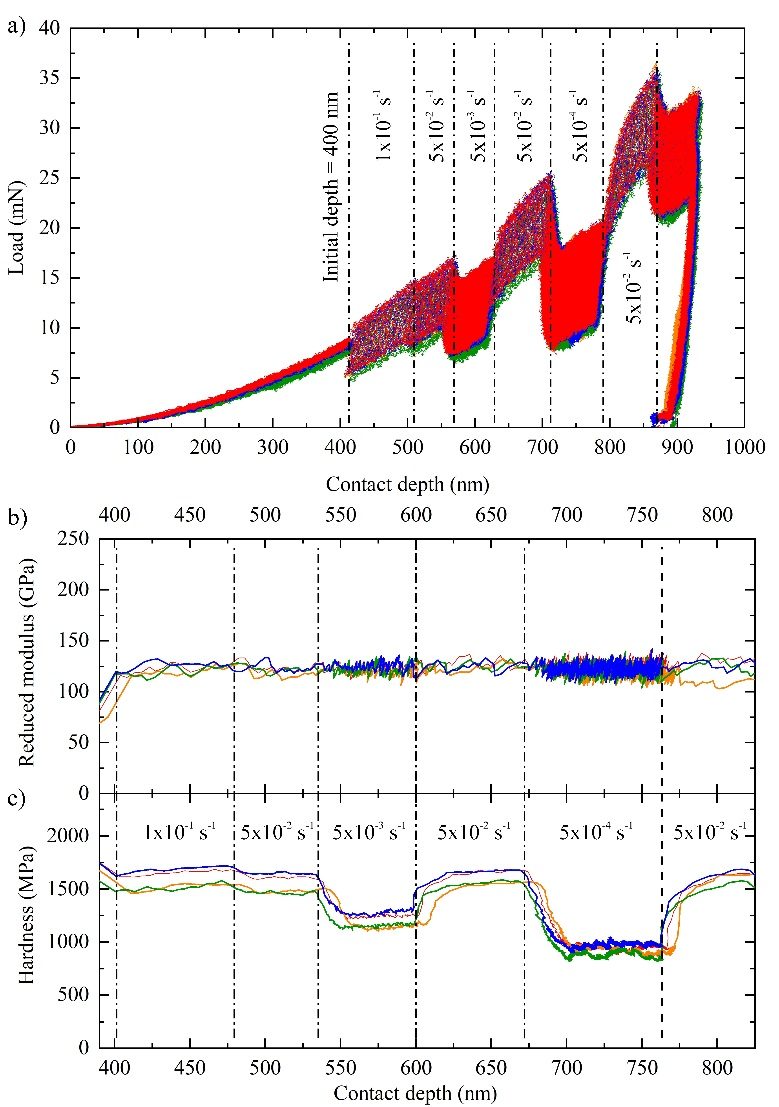 a)
40
35
30
25
20
15
10
5
0
Load (mN)
Initial depth = 400 nm
1x10⁻¹ s⁻¹
5x10⁻² s⁻¹
5x10⁻³ s⁻¹
5x10⁻² s⁻¹
5x10⁻⁴ s⁻¹
5x10⁻² s⁻¹
0 100 200 300 400 500 600 700 800 900 1000
Contact depth (nm)
b)
400 450 500 550 600 650 700 750 800
250
200
150
100
50
0
Reduced modulus (GPa)
c)
1x10⁻¹ s⁻¹ 5x10⁻² s⁻¹ 5x10⁻³ s⁻¹ 5x10⁻² s⁻¹ 5x10⁻⁴ s⁻¹ 5x10⁻² s⁻¹
2000
1500
1000
500
0
Hardness (MPa)
400 450 500 550 600 650 700 750 800
Contact depth (nm)